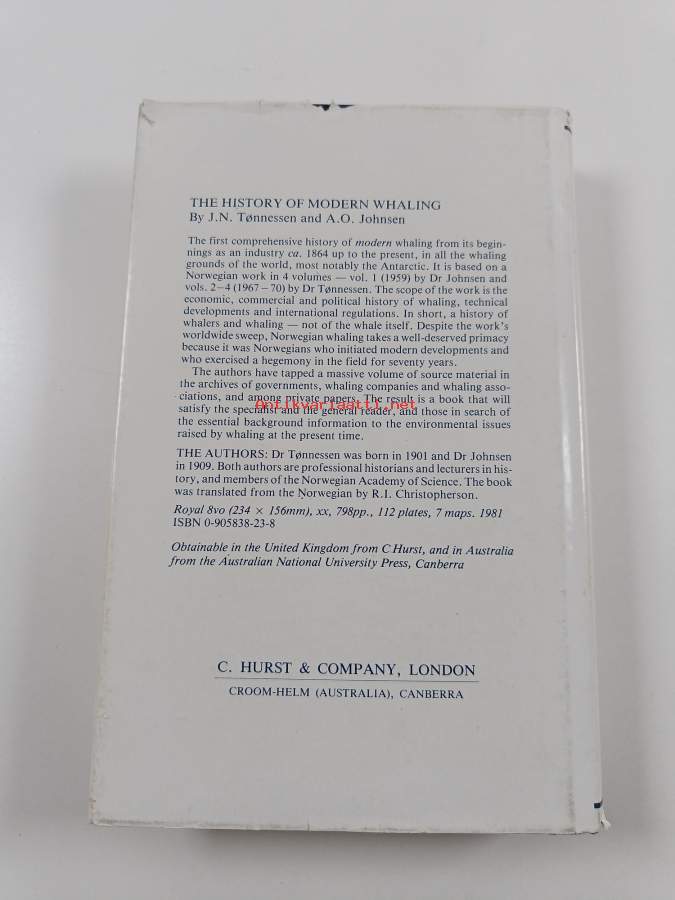 THE HISTORY OF MODERN WHALING
By J.N. Tønnessen and A.O. Johnsen
The first comprehensive history of modern whaling from its begin-
nings as an industry ca. 1864 up to the present, in all the whaling
grounds of the world, most notably the Antarctic. It is based on a
Norwegian work in 4 volumes — vol. 1 (1959) by Dr Johnsen and
vols. 2–4 (1967–70) by Dr Tønnessen. The scope of the work is the
economic, commercial and political history of whaling, technical
developments and international regulations. In short, a history of
whalers and whaling — not of the whale itself. Despite the work's
worldwide sweep, Norwegian whaling takes a well-deserved primacy
because it was Norwegians who initiated modern developments and
who exercised a hegemony in the field for seventy years.
The authors have tapped a massive volume of source material in
the archives of governments, whaling companies and whaling asso-
ciations, and among private papers. The result is a book that will
antikvariaatti.net
satisfy the specialist and the general reader, and those in search of
the essential background information to the environmental issues
raised by whaling at the present time.
THE AUTHORS: Dr Tønnessen was born in 1901 and Dr Johnsen
in 1909. Both authors are professional historians and lecturers in his-
tory, and members of the Norwegian Academy of Science. The book
was translated from the Norwegian by R.I. Christopherson.
Royal 8vo (234 × 156mm), xx, 798pp., 112 plates, 7 maps. 1981
ISBN 0-905838-23-8
Obtainable in the United Kingdom from C Hurst, and in Australia
from the Australian National University Press, Canberra
C. HURST & COMPANY, LONDON
CROOM-HELM (AUSTRALIA), CANBERRA